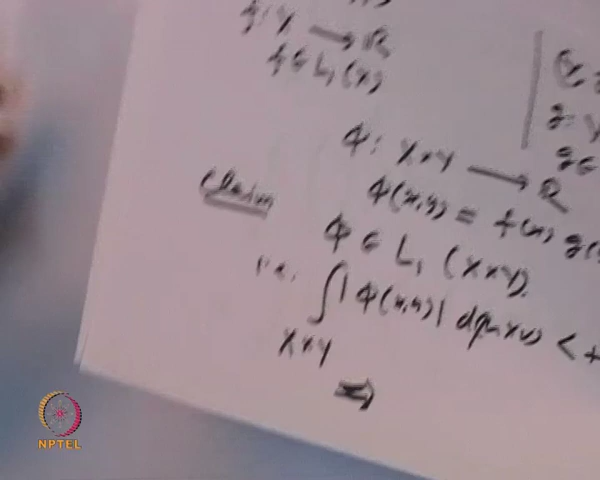 f : X → R
f ∈ L₁(X)
g : Y
g ∈
φ : X×Y → R
Claim
φ(x,y) = f(x) g(
φ ∈ L₁ (X×Y).
i.e. ∫ |φ(x,y)| d(μ×ν) < +
X×Y
⇒
NPTEL